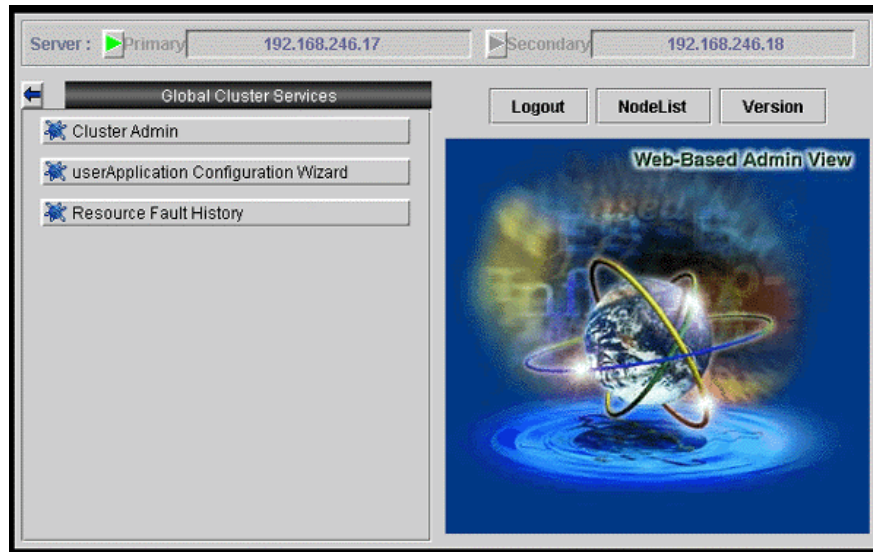 Server : Primary 192.168.246.17 Secondary 192.168.246.18
Global Cluster Services
Logout NodeList Version
Cluster Admin
userApplication Configuration Wizard
Resource Fault History
Web-Based Admin View